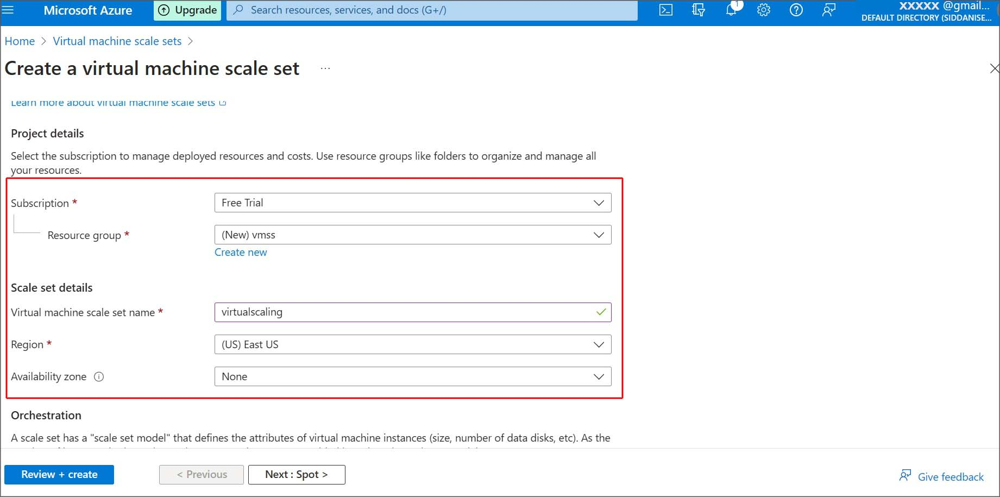 Microsoft Azure
Upgrade
Search resources, services, and docs (G+/)
1
XXXXX @gmail...
DEFAULT DIRECTORY (SIDDANISE...
Home > Virtual machine scale sets >
Create a virtual machine scale set ...
Learn more about virtual machine scale sets
Project details
Select the subscription to manage deployed resources and costs. Use resource groups like folders to organize and manage all
your resources.
Subscription *
Free Trial
Resource group *
(New) vmss
Create new
Scale set details
Virtual machine scale set name *
virtualscaling
Region *
(US) East US
Availability zone
None
Orchestration
A scale set has a "scale set model" that defines the attributes of virtual machine instances (size, number of data disks, etc). As the
Review + create
< Previous
Next : Spot >
Give feedback